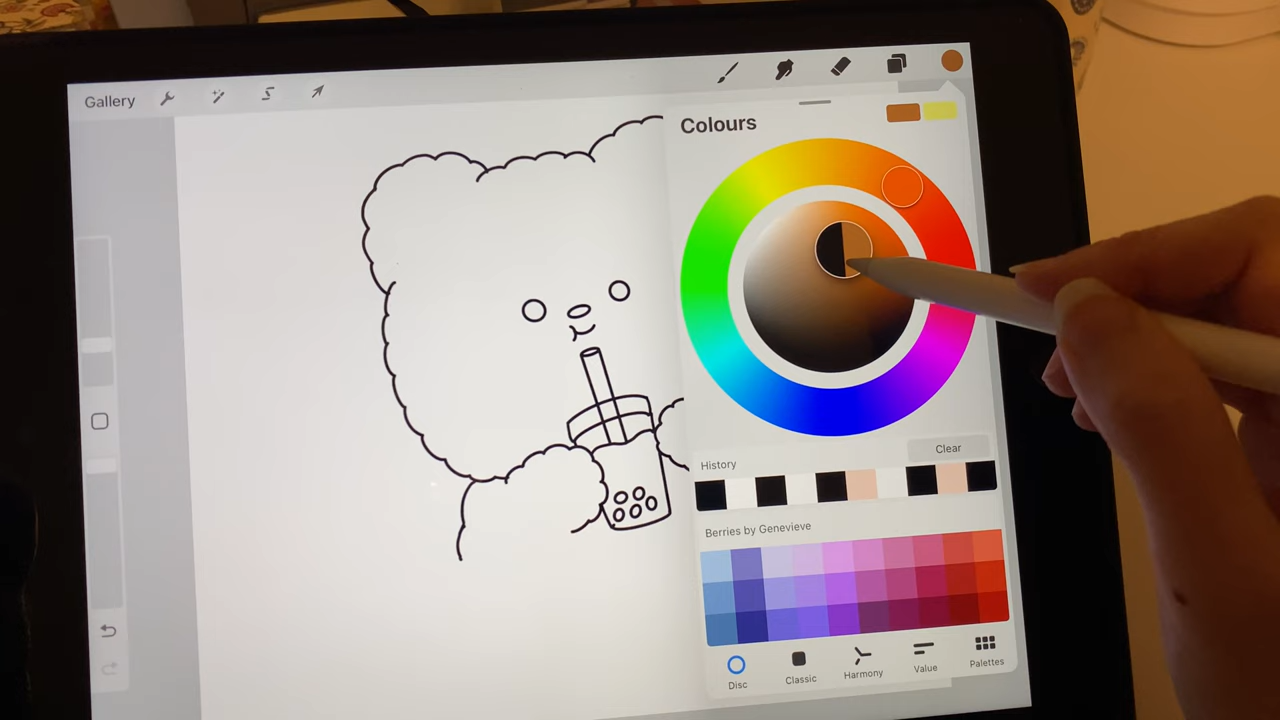 Gallery
Colours
Clear
History
Berries by Genevieve
Disc
Classic
Harmony
Value
Palettes